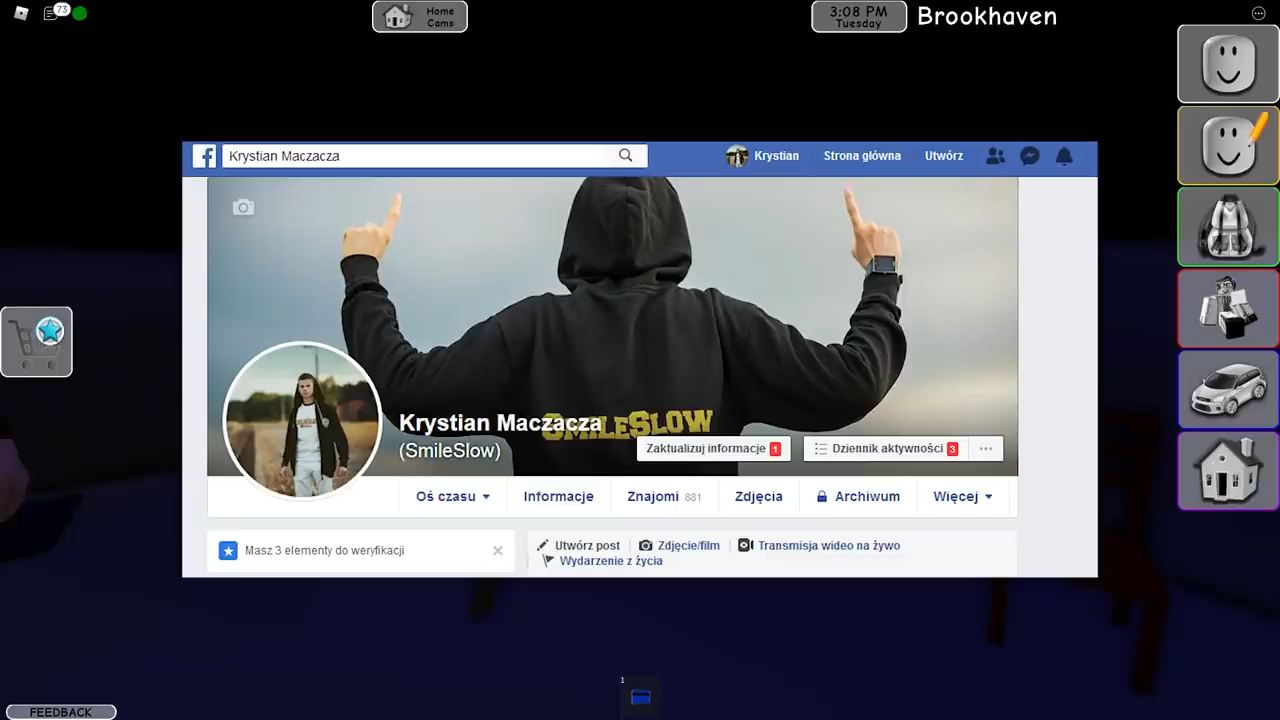 73
Home
Cams
3:08 PM
Tuesday
Brookhaven
Krystian Maczacza
Krystian
Strona główna
Utwórz
SMILESLOW
Krystian Maczacza
(SmileSlow)
Zaktualizuj informacje 1
Dziennik aktywności 3
Oś czasu
Informacje
Znajomi 881
Zdjęcia
Archiwum
Więcej
Masz 3 elementy do weryfikacji
Utwórz post
Zdjęcie/film
Transmisja wideo na żywo
Wydarzenie z życia
1
FEEDBACK